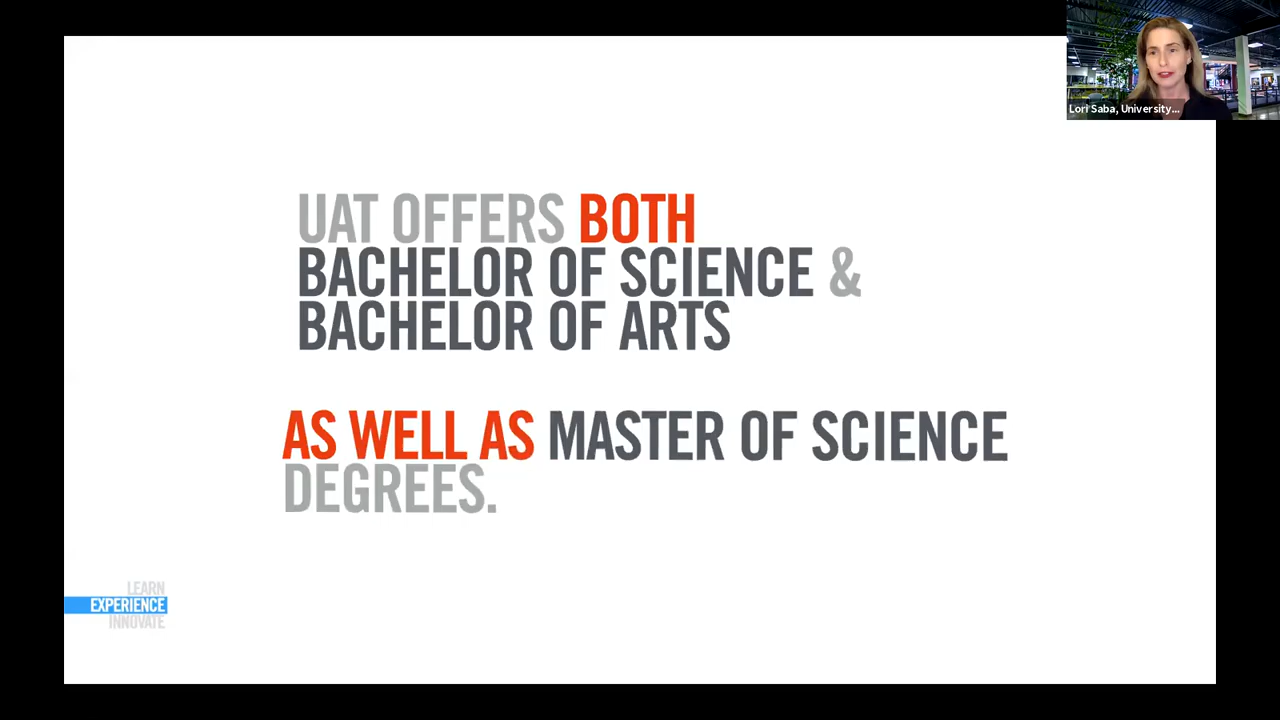 Lori Saba, University...
UAT OFFERS BOTH
BACHELOR OF SCIENCE &
BACHELOR OF ARTS
AS WELL AS MASTER OF SCIENCE
DEGREES.
LEARN
EXPERIENCE
INNOVATE